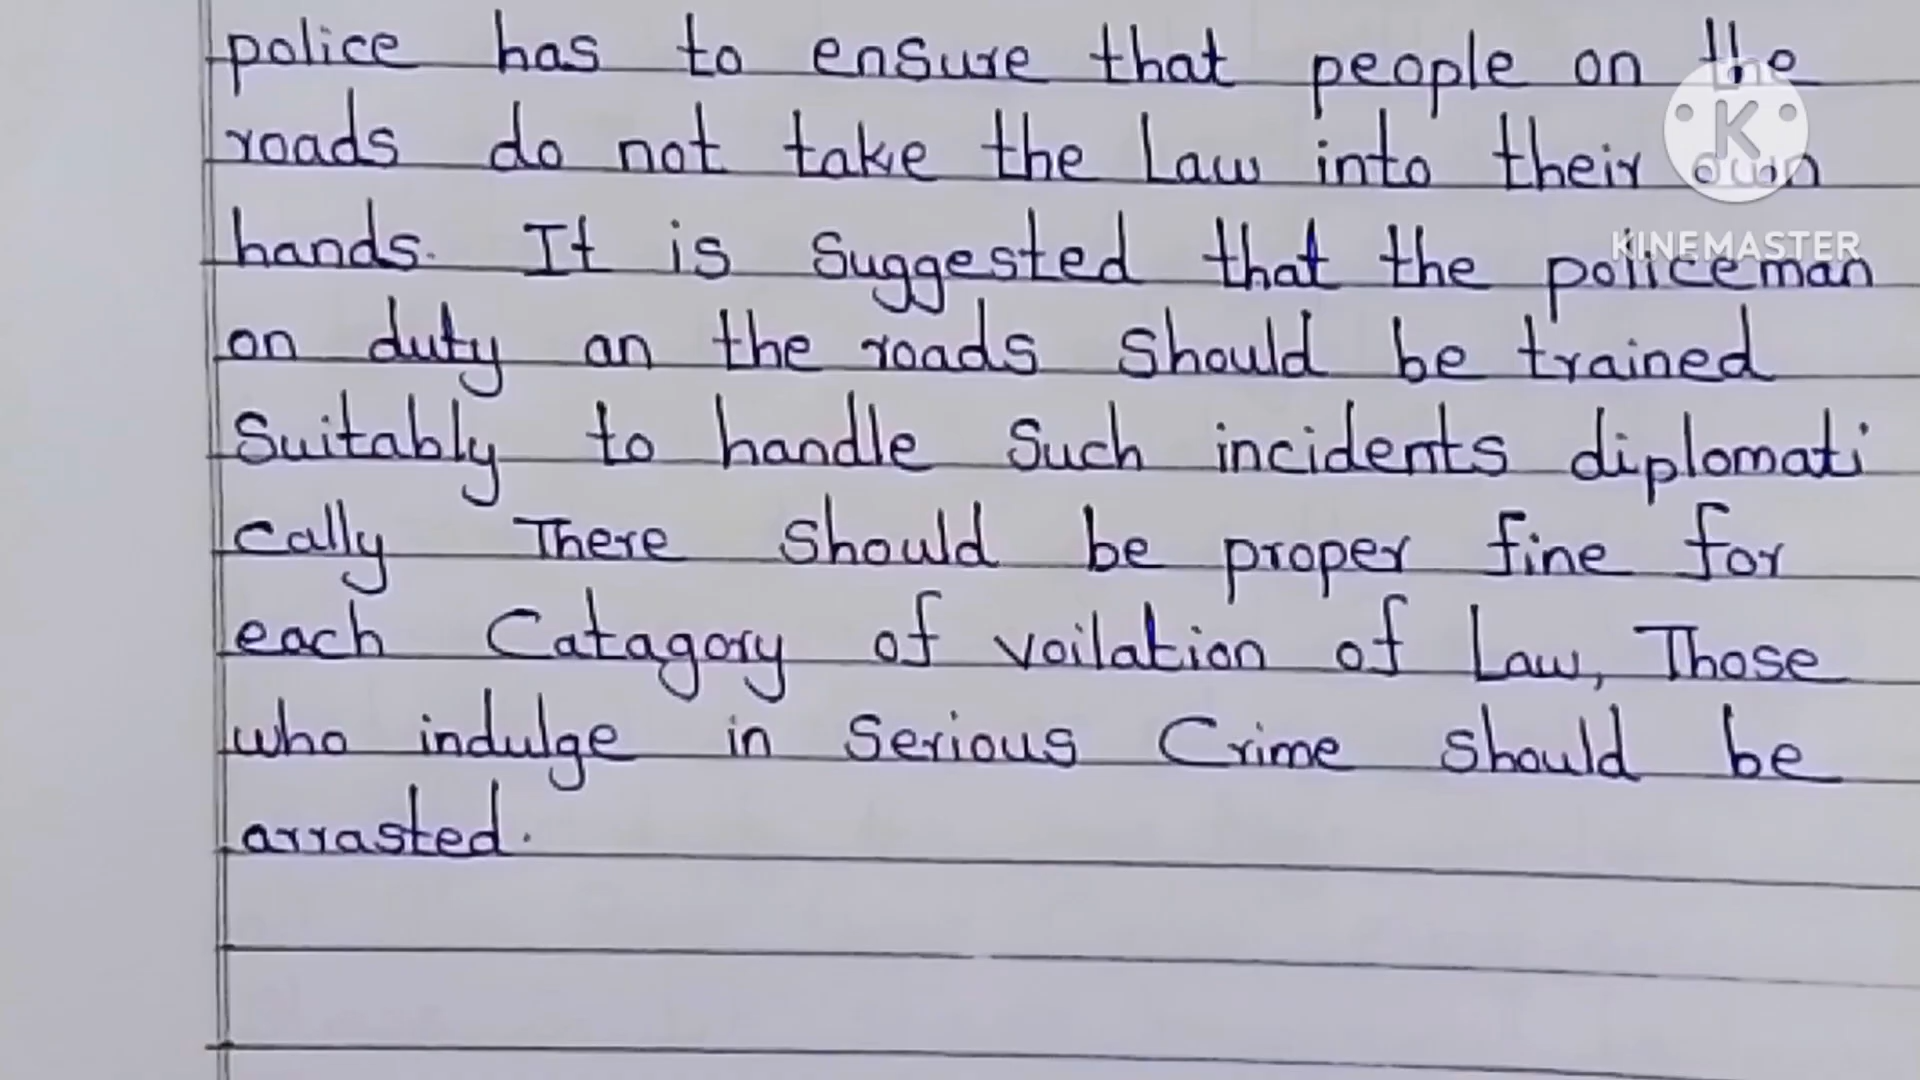 police has to ensure that people on the
roads do not take the Law into their own
hands. It is suggested that the policeman
on duty on the roads should be trained
Suitably to handle Such incidents diplomati
cally There should be proper fine for
each Catagory of voilation of Law, Those
who indulge in Serious Crime should be
arrasted.
K
KINEMASTER